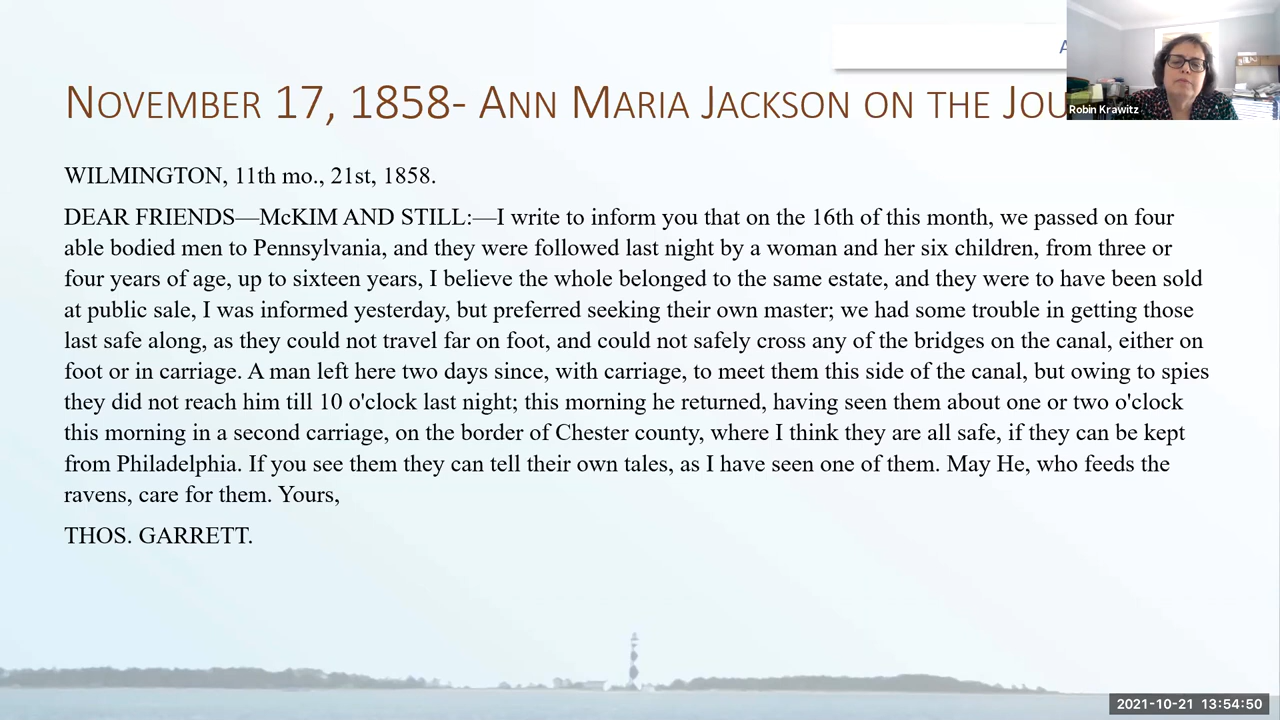 A
NOVEMBER 17, 1858- ANN MARIA JACKSON ON THE JOU
Robin Krawitz
WILMINGTON, 11th mo., 21st, 1858.
DEAR FRIENDS—McKIM AND STILL:—I write to inform you that on the 16th of this month, we passed on four
able bodied men to Pennsylvania, and they were followed last night by a woman and her six children, from three or
four years of age, up to sixteen years, I believe the whole belonged to the same estate, and they were to have been sold
at public sale, I was informed yesterday, but preferred seeking their own master; we had some trouble in getting those
last safe along, as they could not travel far on foot, and could not safely cross any of the bridges on the canal, either on
foot or in carriage. A man left here two days since, with carriage, to meet them this side of the canal, but owing to spies
they did not reach him till 10 o'clock last night; this morning he returned, having seen them about one or two o'clock
this morning in a second carriage, on the border of Chester county, where I think they are all safe, if they can be kept
from Philadelphia. If you see them they can tell their own tales, as I have seen one of them. May He, who feeds the
ravens, care for them. Yours,
THOS. GARRETT.
2021-10-21 13:54:50